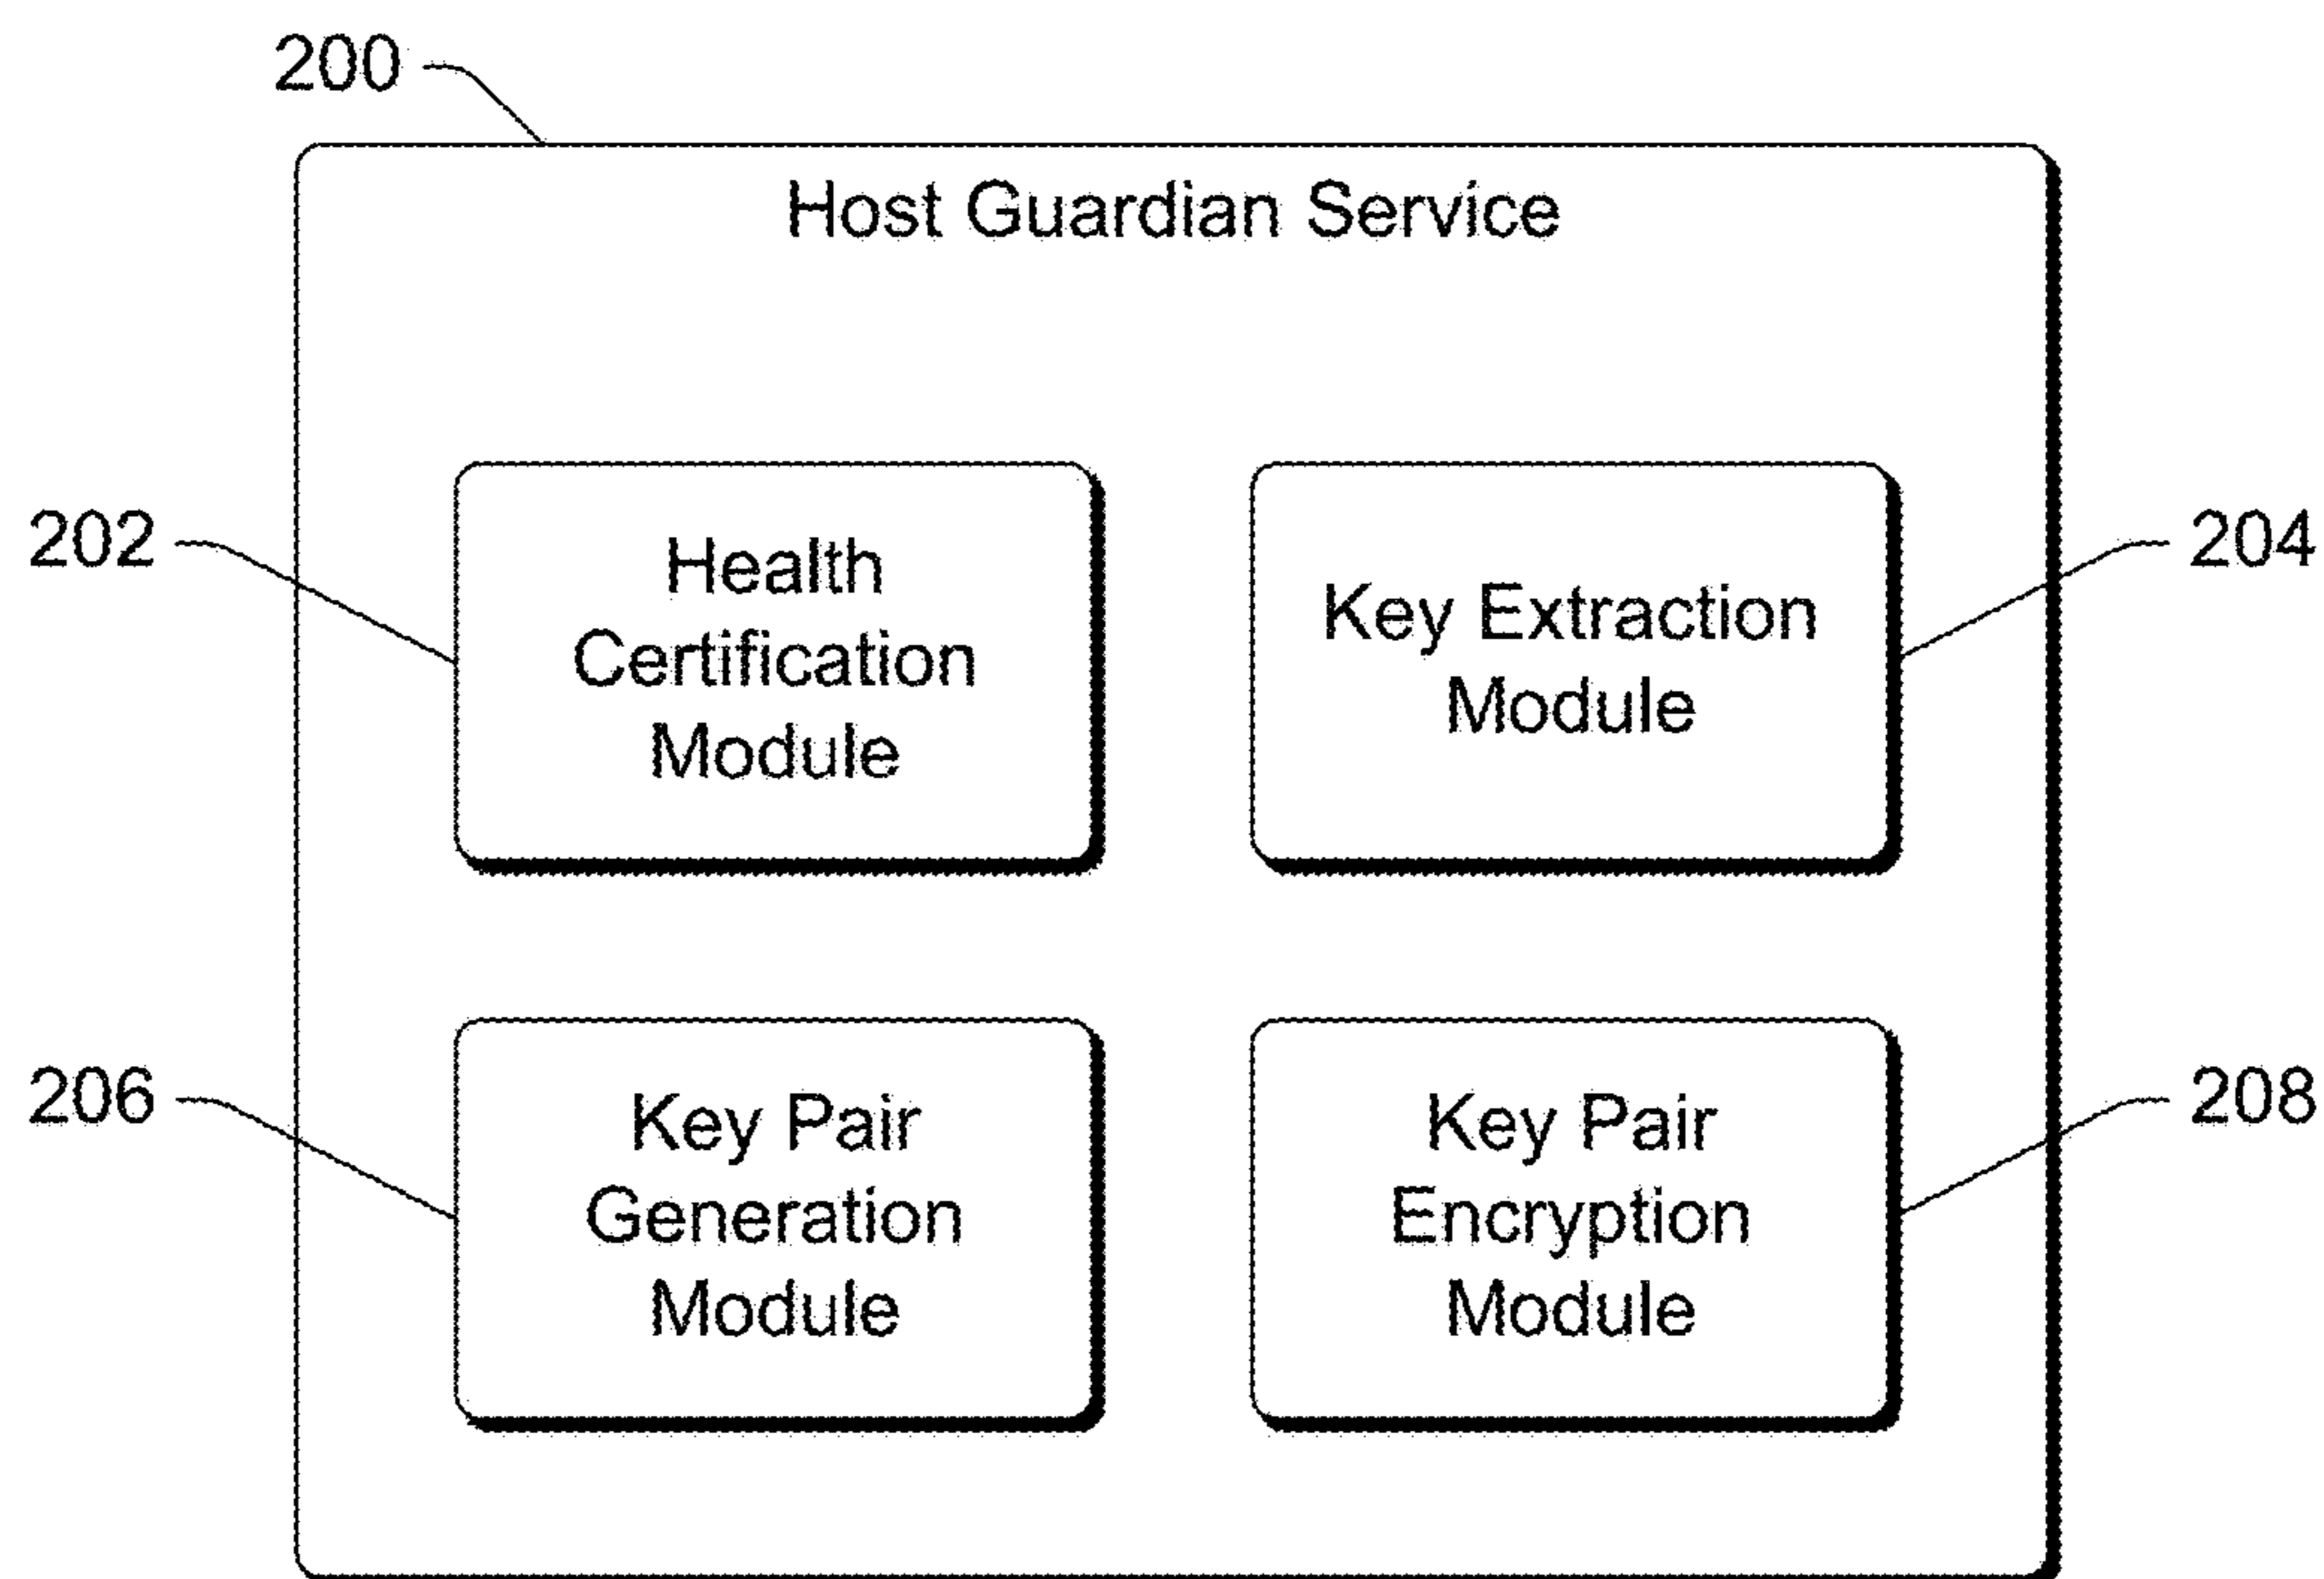 200
Host Guardian Service
202
Health
Certification
Module
Key Extraction
Module
204
206
Key Pair
Generation
Module
Key Pair
Encryption
Module
208